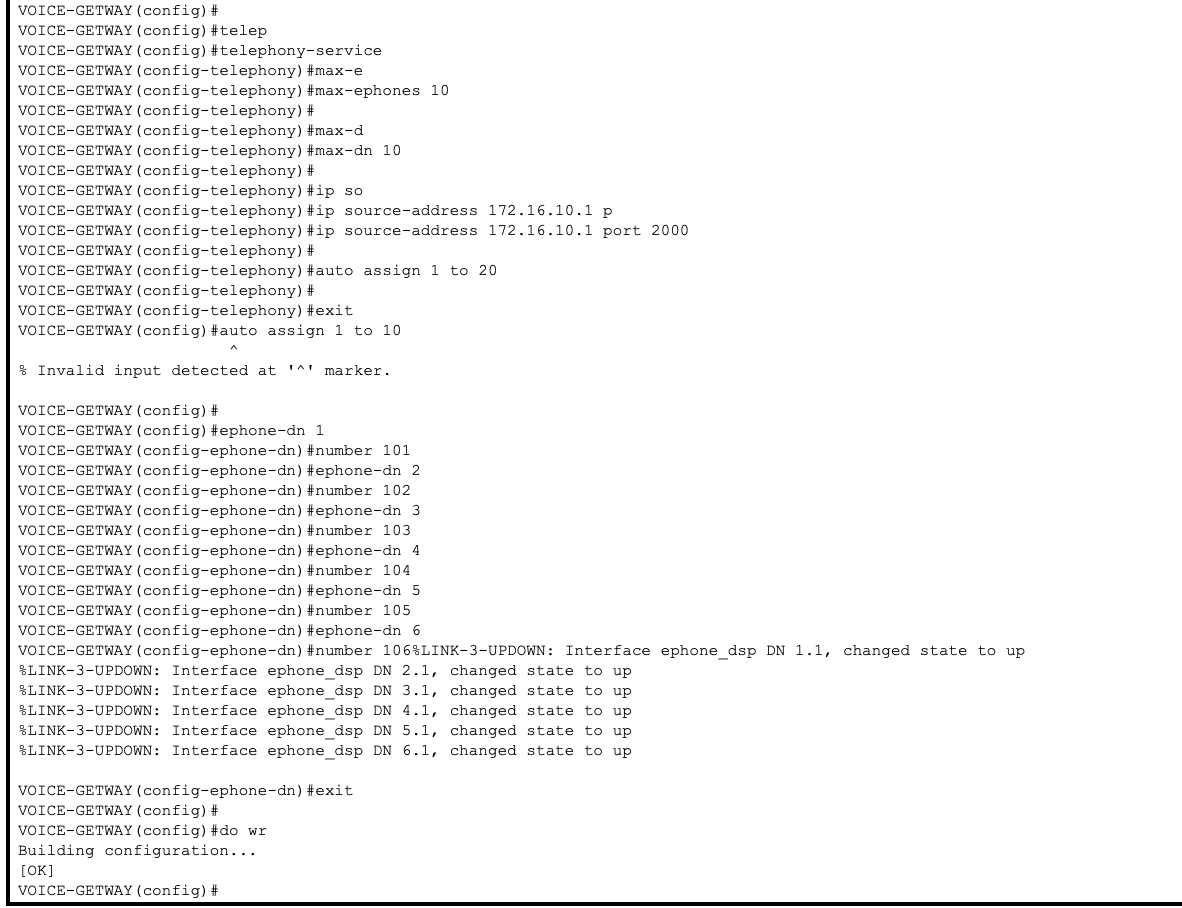 VOICE-GETWAY(config)#
VOICE-GETWAY(config)#telep
VOICE-GETWAY(config)#telephony-service
VOICE-GETWAY(config-telephony)#max-e
VOICE-GETWAY(config-telephony)#max-ephones 10
VOICE-GETWAY(config-telephony)#
VOICE-GETWAY(config-telephony)#max-d
VOICE-GETWAY(config-telephony)#max-dn 10
VOICE-GETWAY(config-telephony)#
VOICE-GETWAY(config-telephony)#ip so
VOICE-GETWAY(config-telephony)#ip source-address 172.16.10.1 p
VOICE-GETWAY(config-telephony)#ip source-address 172.16.10.1 port 2000
VOICE-GETWAY(config-telephony)#
VOICE-GETWAY(config-telephony)#auto assign 1 to 20
VOICE-GETWAY(config-telephony)#
VOICE-GETWAY(config-telephony)#exit
VOICE-GETWAY(config)#auto assign 1 to 10
^
% Invalid input detected at '^' marker.
VOICE-GETWAY(config)#
VOICE-GETWAY(config)#ephone-dn 1
VOICE-GETWAY(config-ephone-dn)#number 101
VOICE-GETWAY(config-ephone-dn)#ephone-dn 2
VOICE-GETWAY(config-ephone-dn)#number 102
VOICE-GETWAY(config-ephone-dn)#ephone-dn 3
VOICE-GETWAY(config-ephone-dn)#number 103
VOICE-GETWAY(config-ephone-dn)#ephone-dn 4
VOICE-GETWAY(config-ephone-dn)#number 104
VOICE-GETWAY(config-ephone-dn)#ephone-dn 5
VOICE-GETWAY(config-ephone-dn)#number 105
VOICE-GETWAY(config-ephone-dn)#ephone-dn 6
VOICE-GETWAY(config-ephone-dn)#number 106%LINK-3-UPDOWN: Interface ephone_dsp DN 1.1, changed state to up
%LINK-3-UPDOWN: Interface ephone_dsp DN 2.1, changed state to up
%LINK-3-UPDOWN: Interface ephone_dsp DN 3.1, changed state to up
%LINK-3-UPDOWN: Interface ephone_dsp DN 4.1, changed state to up
%LINK-3-UPDOWN: Interface ephone_dsp DN 5.1, changed state to up
%LINK-3-UPDOWN: Interface ephone_dsp DN 6.1, changed state to up
VOICE-GETWAY(config-ephone-dn)#exit
VOICE-GETWAY(config)#
VOICE-GETWAY(config)#do wr
Building configuration...
[OK]
VOICE-GETWAY(config)#